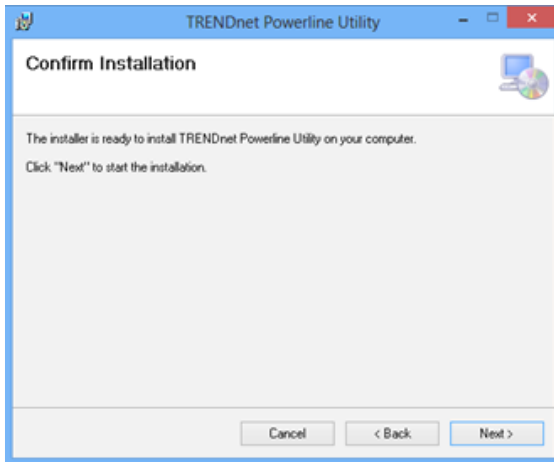 TRENDnet Powerline Utility
Confirm Installation
The installer is ready to install TRENDnet Powerline Utility on your computer.
Click "Next" to start the installation.
Cancel
< Back
Next >